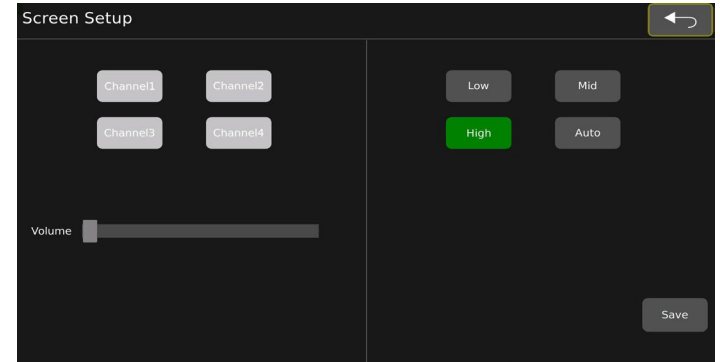 Screen Setup
Channel1 Channel2
Channel3 Channel4
Volume
Low Mid
High Auto
Save